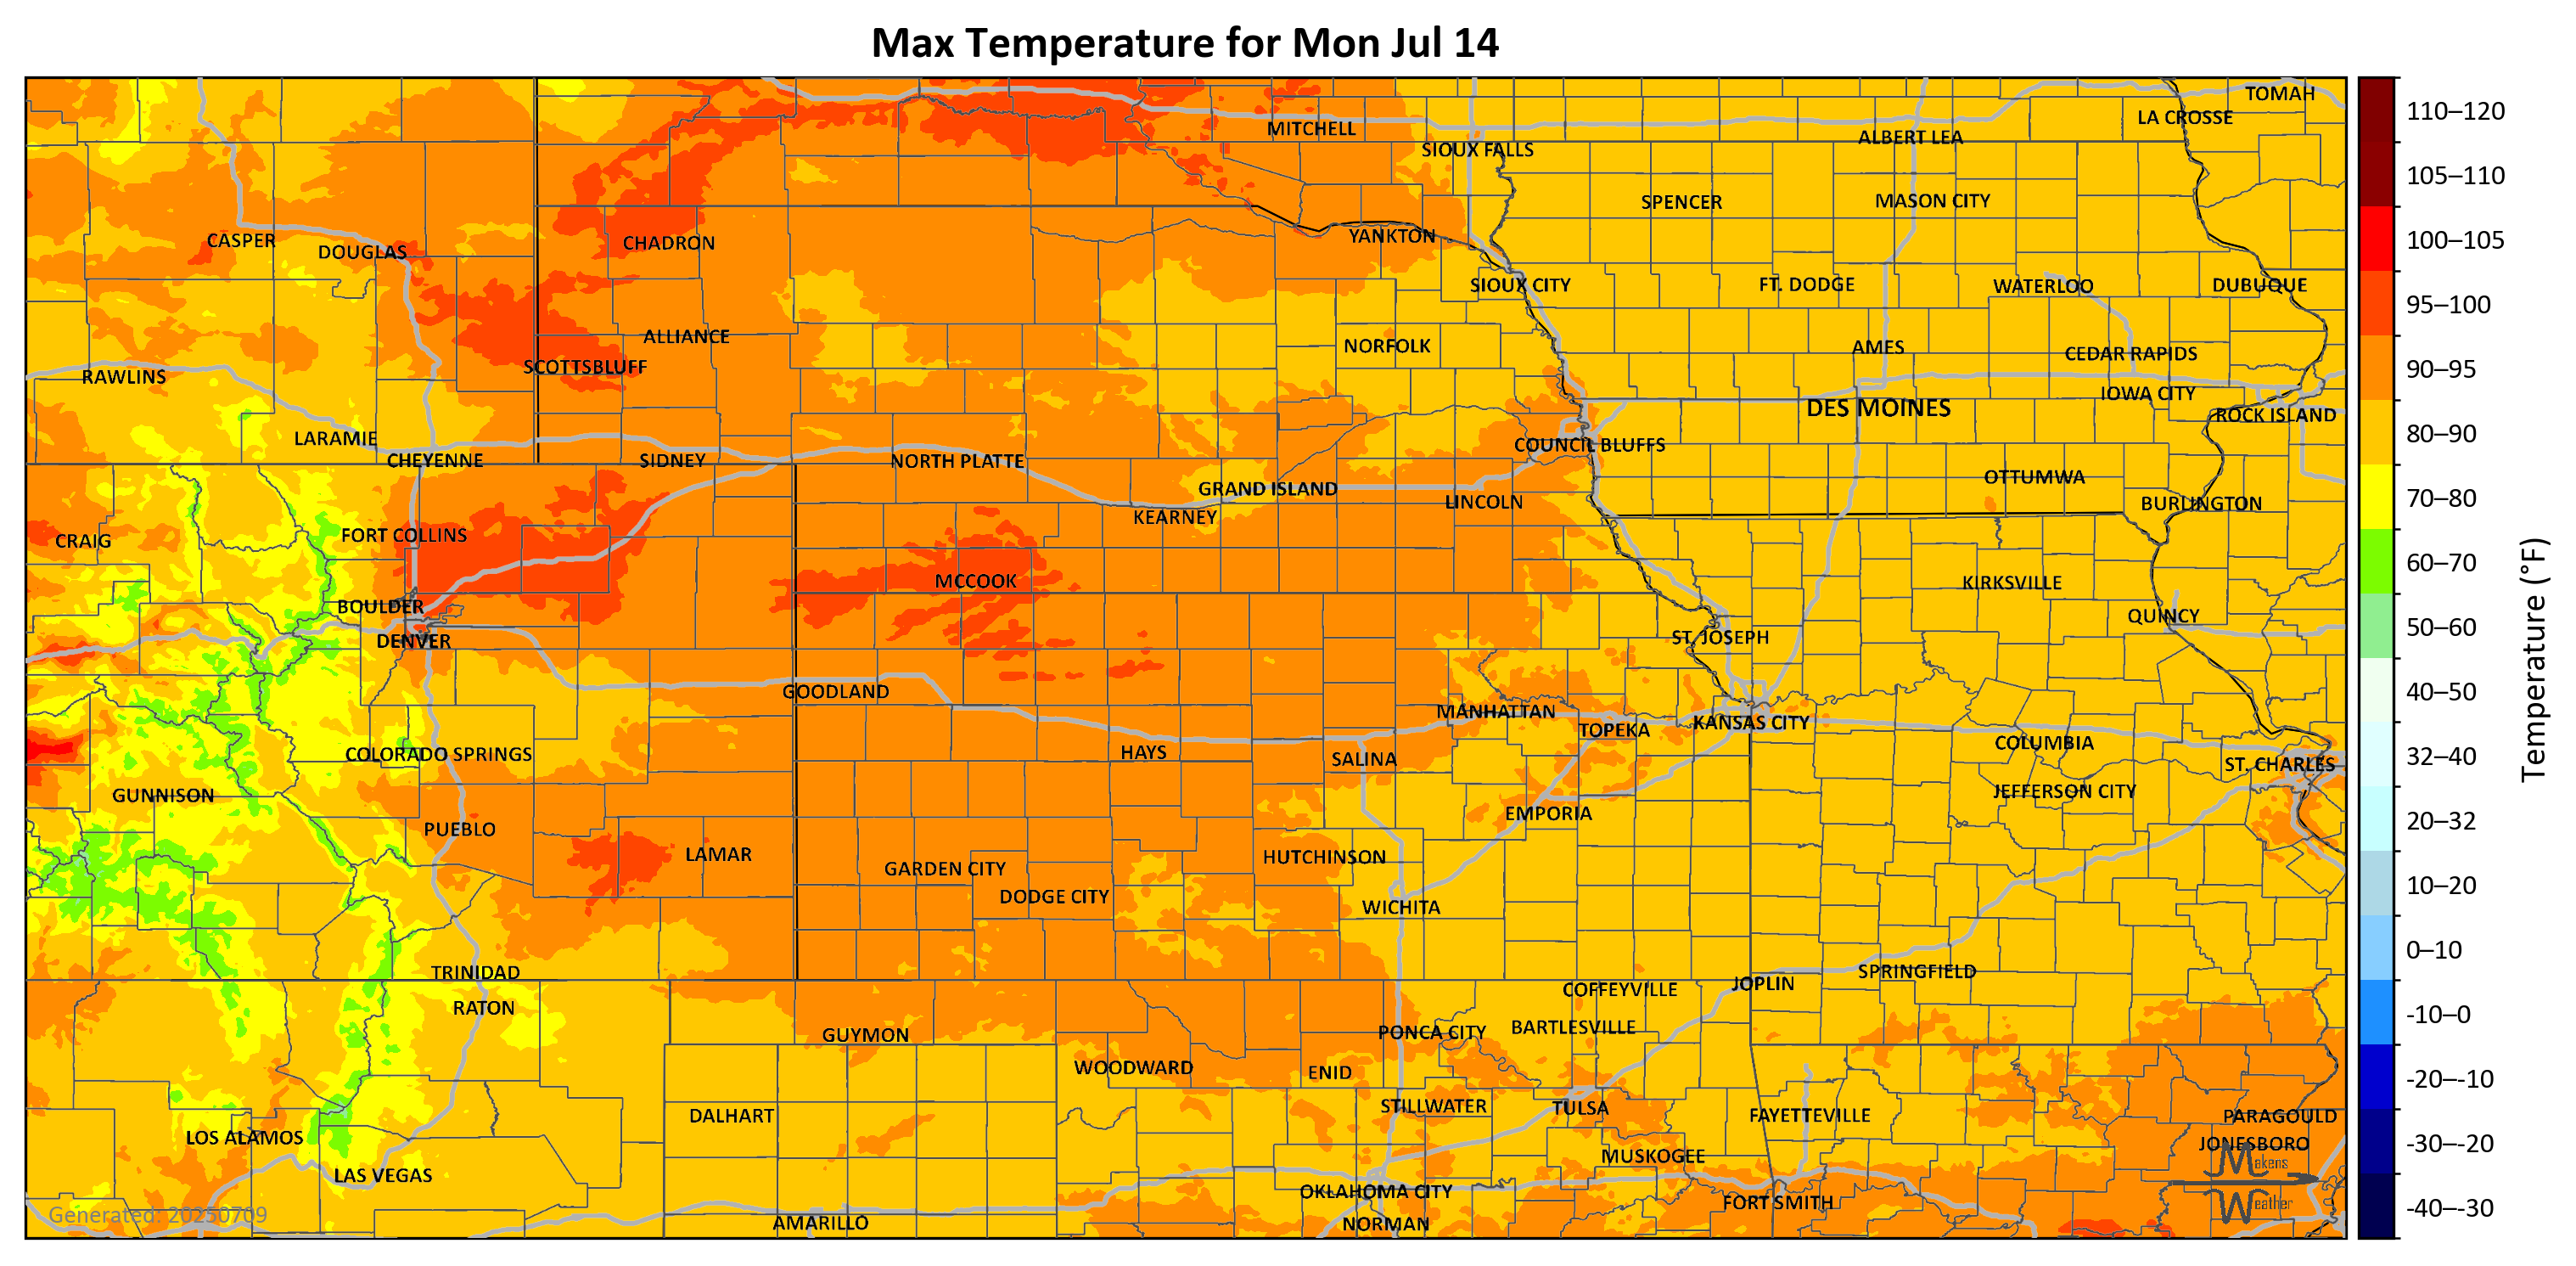 Max Temperature for Mon Jul 14
TOMAH
LA CROSSE
MITCHELL
ALBERT LEA
SIOUX FALLS
SPENCER
MASON CITY
CASPER
DOUGLAS
CHADRON
YANKTON
SIOUX CITY
FT. DODGE
WATERLOO
DUBUQUE
ALLIANCE
NORFOLK
AMES
CEDAR RAPIDS
SCOTTSBLUFF
RAWLINS
IOWA CITY
DES MOINES
ROCK ISLAND
LARAMIE
COUNCIL BLUFFS
CHEYENNE
SIDNEY
NORTH PLATTE
OTTUMWA
GRAND ISLAND
LINCOLN
BURLINGTON
KEARNEY
FORT COLLINS
CRAIG
MCCOOK
KIRKSVILLE
BOULDER
QUINCY
DENVER
ST. JOSEPH
GOODLAND
MANHATTAN
TOPEKA
KANSAS CITY
COLUMBIA
COLORADO SPRINGS
HAYS
SALINA
ST. CHARLES
GUNNISON
JEFFERSON CITY
EMPORIA
PUEBLO
LAMAR
HUTCHINSON
GARDEN CITY
DODGE CITY
WICHITA
TRINIDAD
SPRINGFIELD
JOPLIN
COFFEYVILLE
RATON
GUYMON
PONCA CITY
BARTLESVILLE
WOODWARD
ENID
STILLWATER
TULSA
DALHART
FAYETTEVILLE
PARAGOULD
LOS ALAMOS
JONESBORO
MUSKOGEE
LAS VEGAS
OKLAHOMA CITY
FORT SMITH
AMARILLO
NORMAN
Makens
Weather
Generated: 20250709
110–120
105–110
100–105
95–100
90–95
80–90
70–80
60–70
50–60
40–50
32–40
20–32
10–20
0–10
-10–0
-20–-10
-30–-20
-40–-30
Temperature (°F)